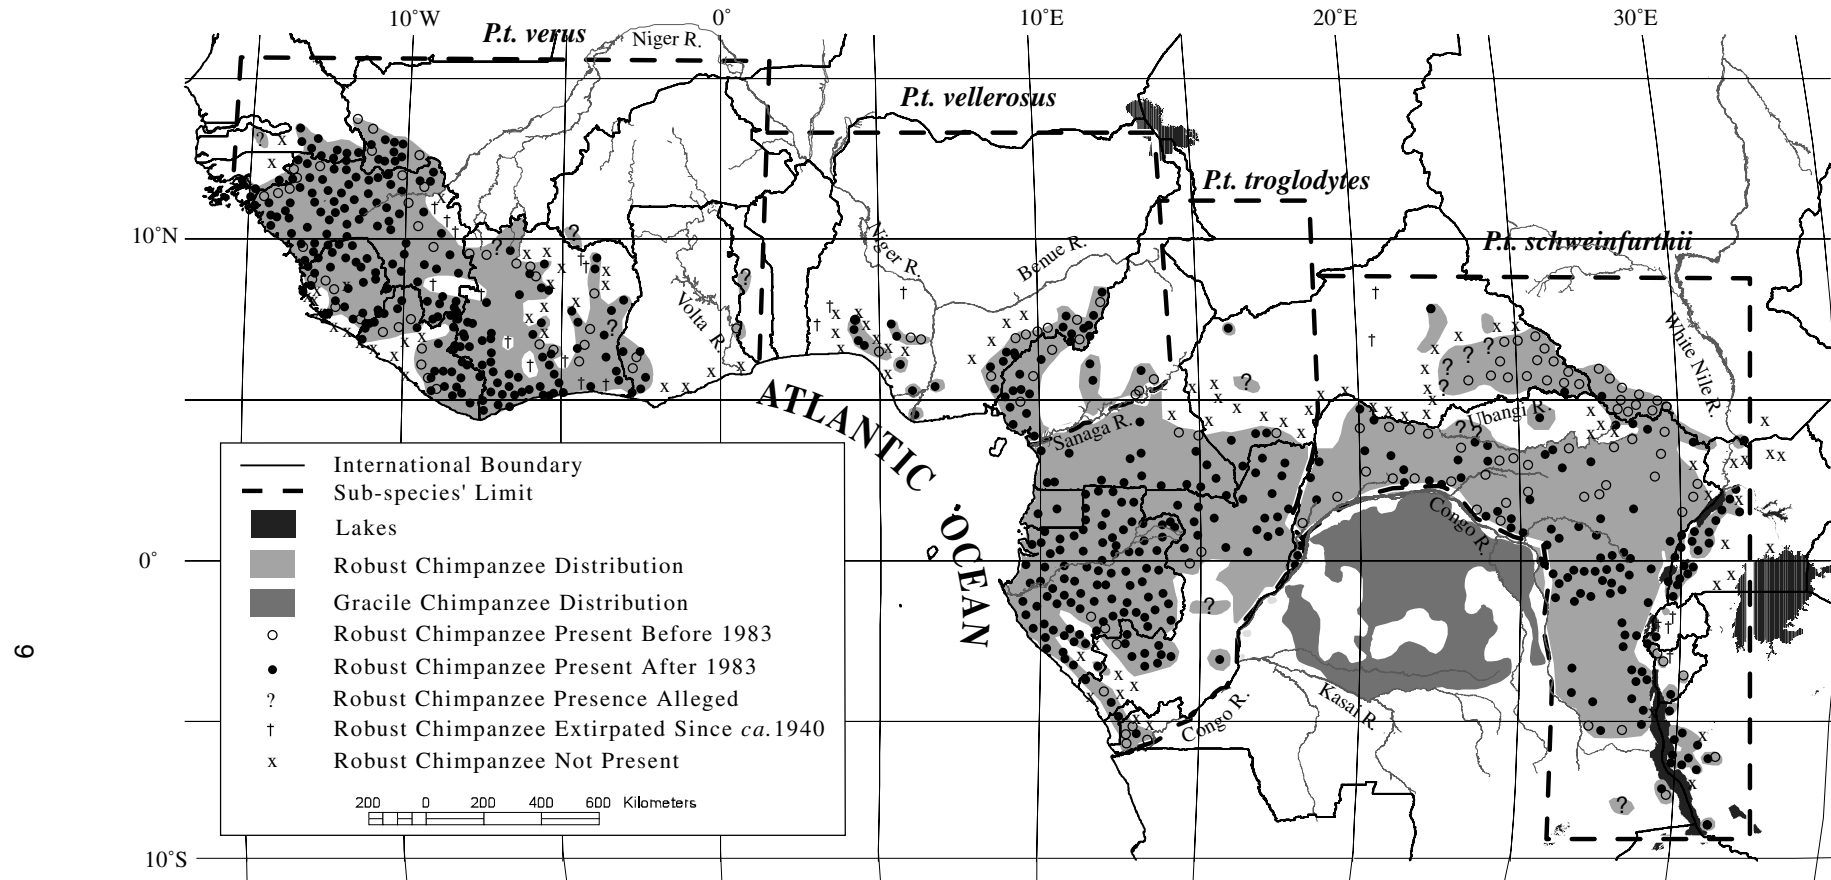 10°W
0°
10°E
20°E
30°E
P.t. verus
Niger R.
P.t. vellerosus
P.t. troglodytes
P.t. schweinfurthii
10°N
Niger R.
Benue R.
Volta R.
White Nile R.
Ubangi R.
Sanaga R.
ATLANTIC OCEAN
Congo R.
Kasai R.
Congo R.
0°
10°S
International Boundary
Sub-species' Limit
Lakes
Robust Chimpanzee Distribution
Gracile Chimpanzee Distribution
Robust Chimpanzee Present Before 1983
Robust Chimpanzee Present After 1983
? Robust Chimpanzee Presence Alleged
† Robust Chimpanzee Extirpated Since ca.1940
x Robust Chimpanzee Not Present
200 0 200 400 600 Kilometers
9